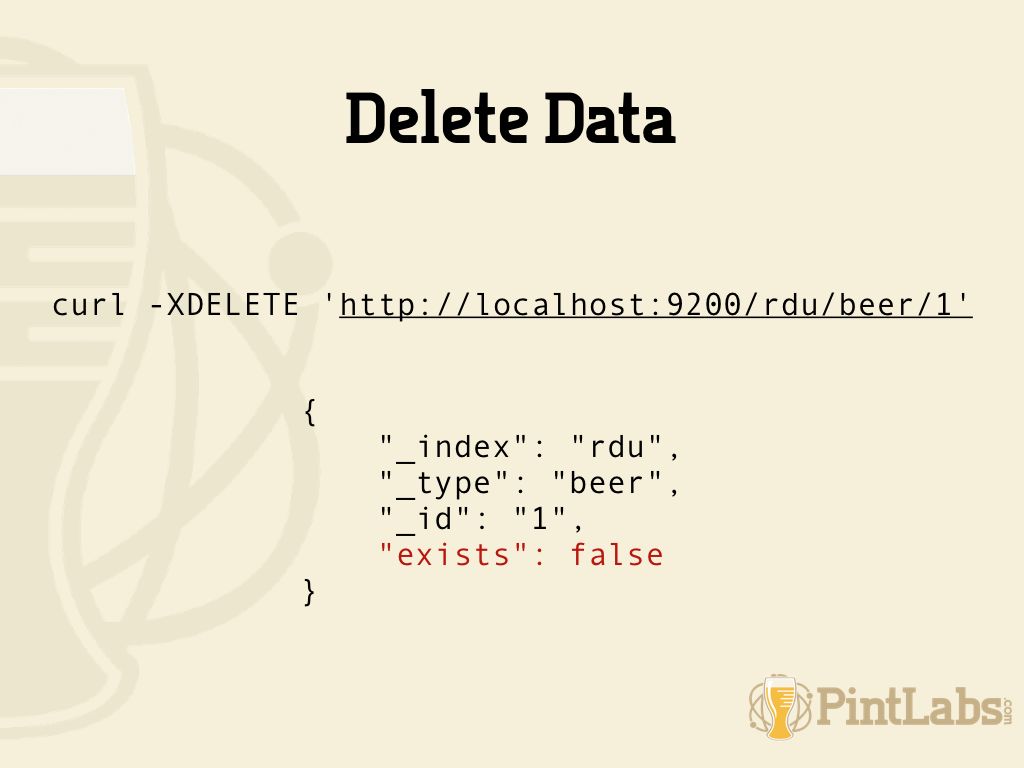 Delete Data
curl -XDELETE 'http://localhost:9200/rdu/beer/1'
{
"_index": "rdu",
"_type": "beer",
"_id": "1",
"exists": false
}
PintLabs.com